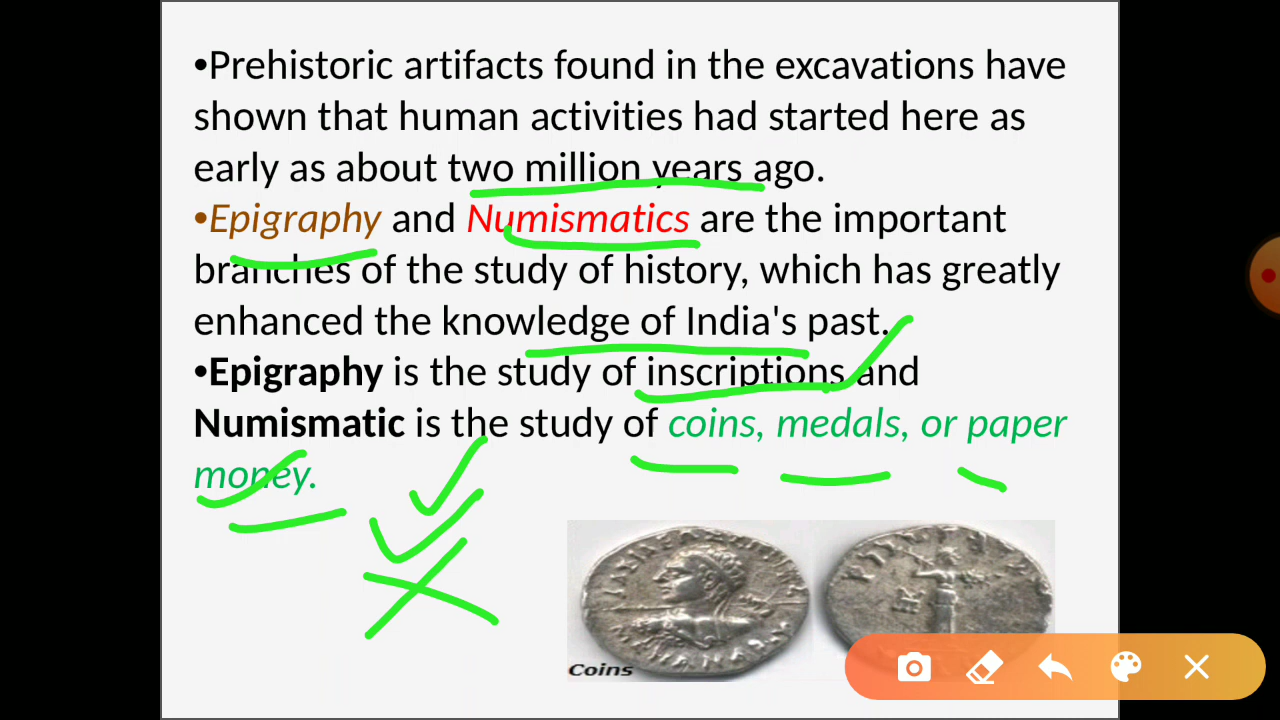 •Prehistoric artifacts found in the excavations have
shown that human activities had started here as
early as about two million years ago.
•Epigraphy and Numismatics are the important
branches of the study of history, which has greatly
enhanced the knowledge of India's past.
•Epigraphy is the study of inscriptions and
Numismatic is the study of coins, medals, or paper
money.
Coins